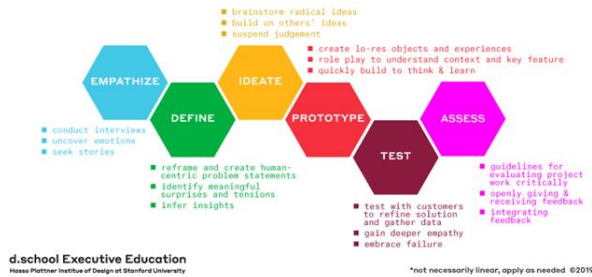 brainstorm radical ideas
build on others' ideas
suspend judgement
create lo-res objects and experiences
role play to understand context and key feature
quickly build to think & learn
EMPATHIZE
IDEATE
DEFINE
PROTOTYPE
ASSESS
TEST
conduct interviews
uncover emotions
seek stories
reframe and create human-
centric problem statements
identify meaningful
surprises and tensions
infer insights
guidelines for
evaluating project
work critically
openly giving &
receiving feedback
integrating
feedback
test with customers
to refine solution
and gather data
gain deeper empathy
embrace failure
d.school Executive Education
Hasso Plattner Institue of Design at Stanford University
*not necessarily linear, apply as needed ©2019